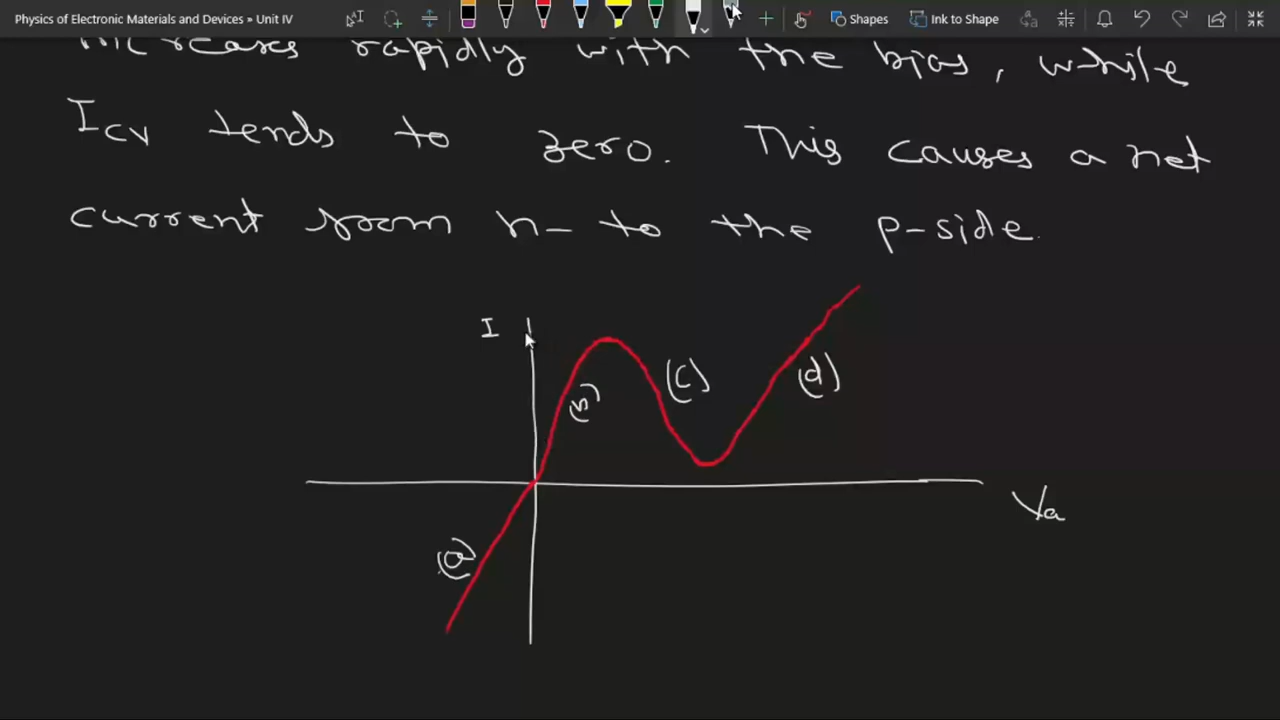 Physics of Electronic Materials and Devices » Unit IV
Shapes
Ink to Shape
increases rapidly with the bias, while
Icv tends to zero. This causes a net
current from n- to the p-side.
I
(b)
(c)
(d)
Va
(a)